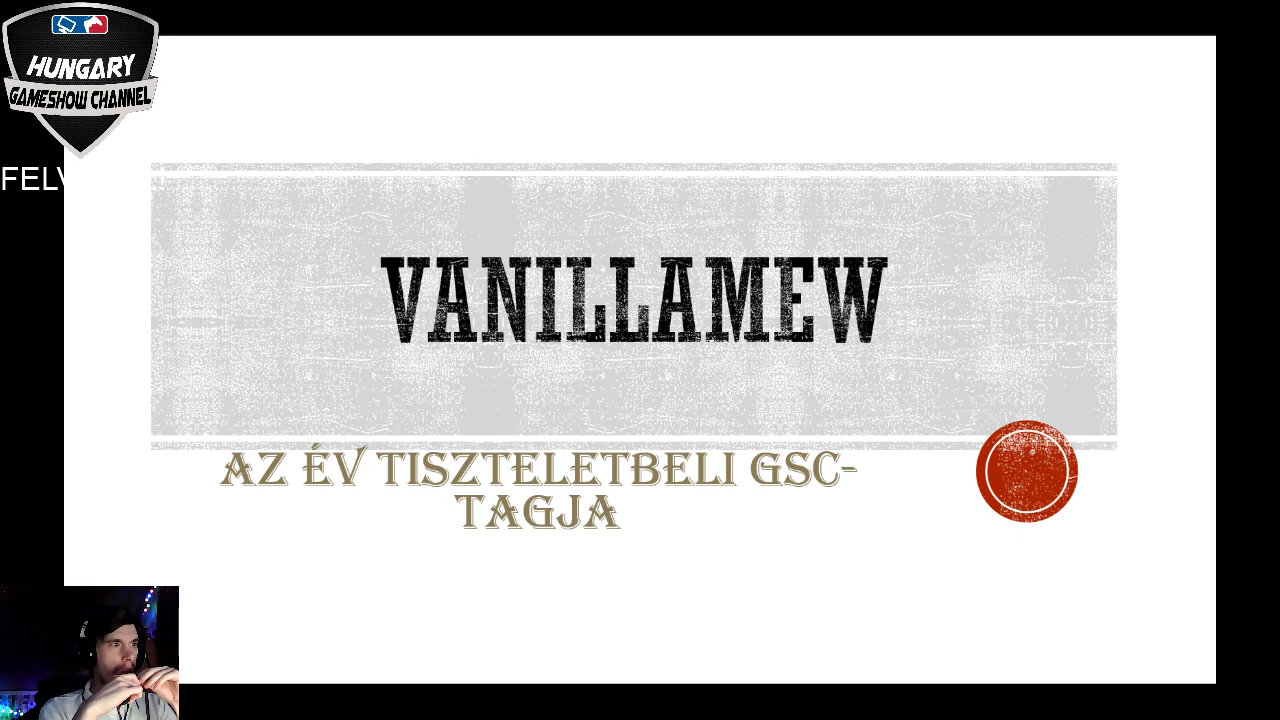 HUNGARY
GAMESHOW CHANNEL
VANILLAMEW
AZ ÉV TISZTELETBELI GSC-
TAGJA